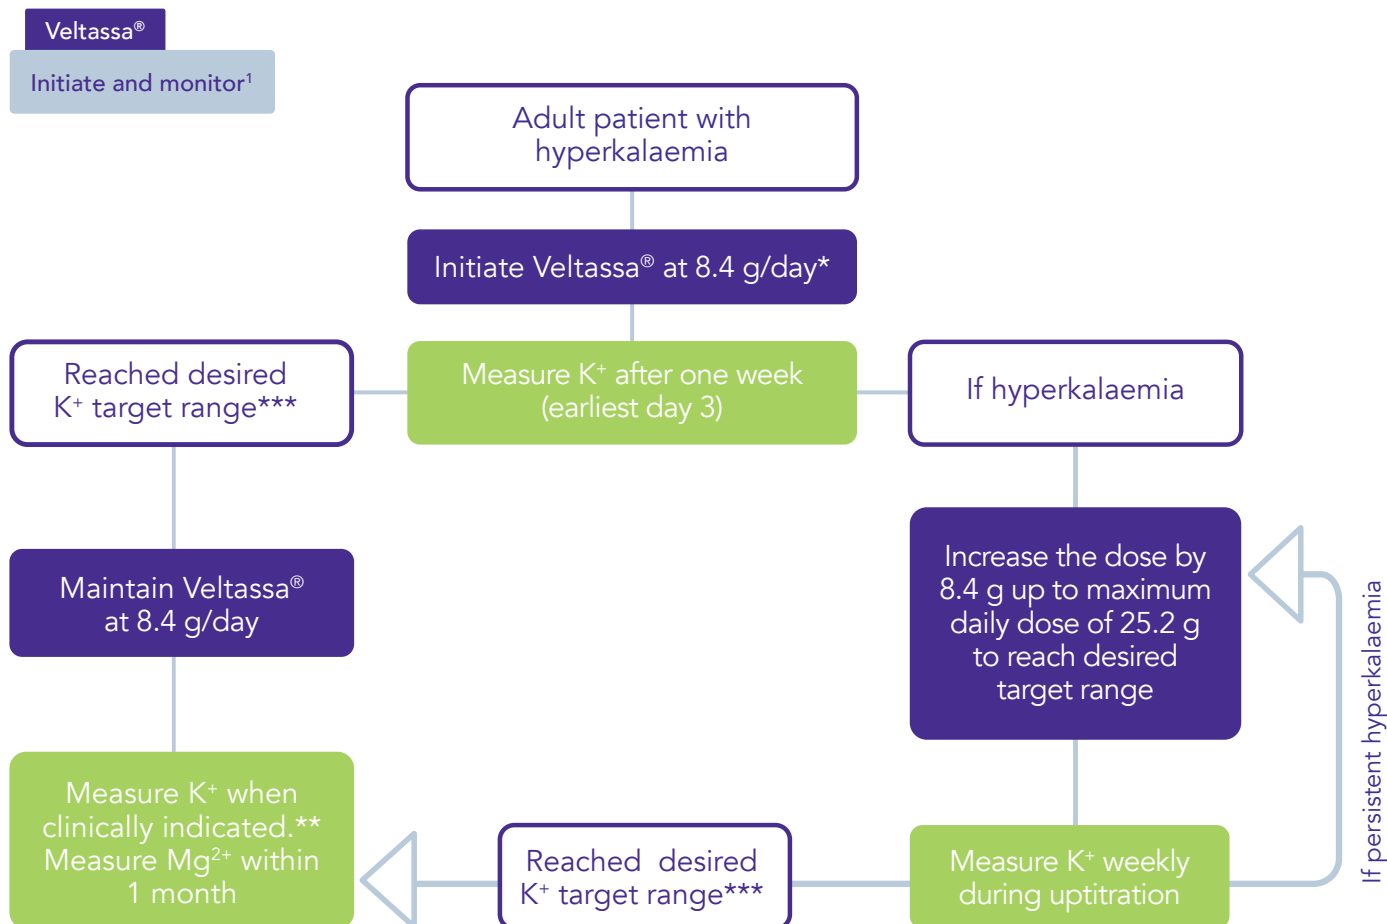 Veltassa®
Initiate and monitor¹
Adult patient with
hyperkalaemia
Initiate Veltassa® at 8.4 g/day*
Reached desired
K⁺ target range***
Measure K⁺ after one week
(earliest day 3)
If hyperkalaemia
Maintain Veltassa®
at 8.4 g/day
Increase the dose by
8.4 g up to maximum
daily dose of 25.2 g
to reach desired
target range
If persistent hyperkalaemia
Measure K⁺ when
clinically indicated.**
Measure Mg²⁺ within
1 month
Reached desired
K⁺ target range***
Measure K⁺ weekly
during uptitration